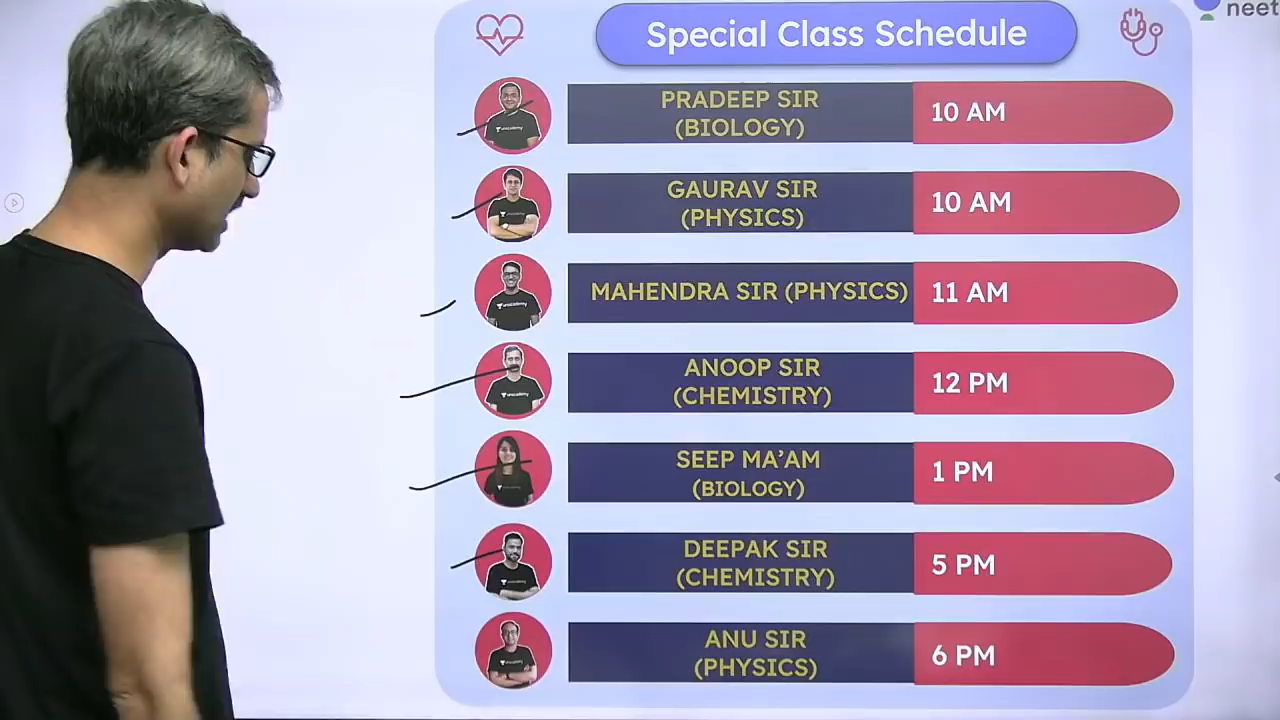 neet
Special Class Schedule
PRADEEP SIR
(BIOLOGY)
10 AM
GAURAV SIR
(PHYSICS)
10 AM
MAHENDRA SIR (PHYSICS)
11 AM
ANOOP SIR
(CHEMISTRY)
12 PM
SEEP MA’AM
(BIOLOGY)
1 PM
DEEPAK SIR
(CHEMISTRY)
5 PM
ANU SIR
(PHYSICS)
6 PM